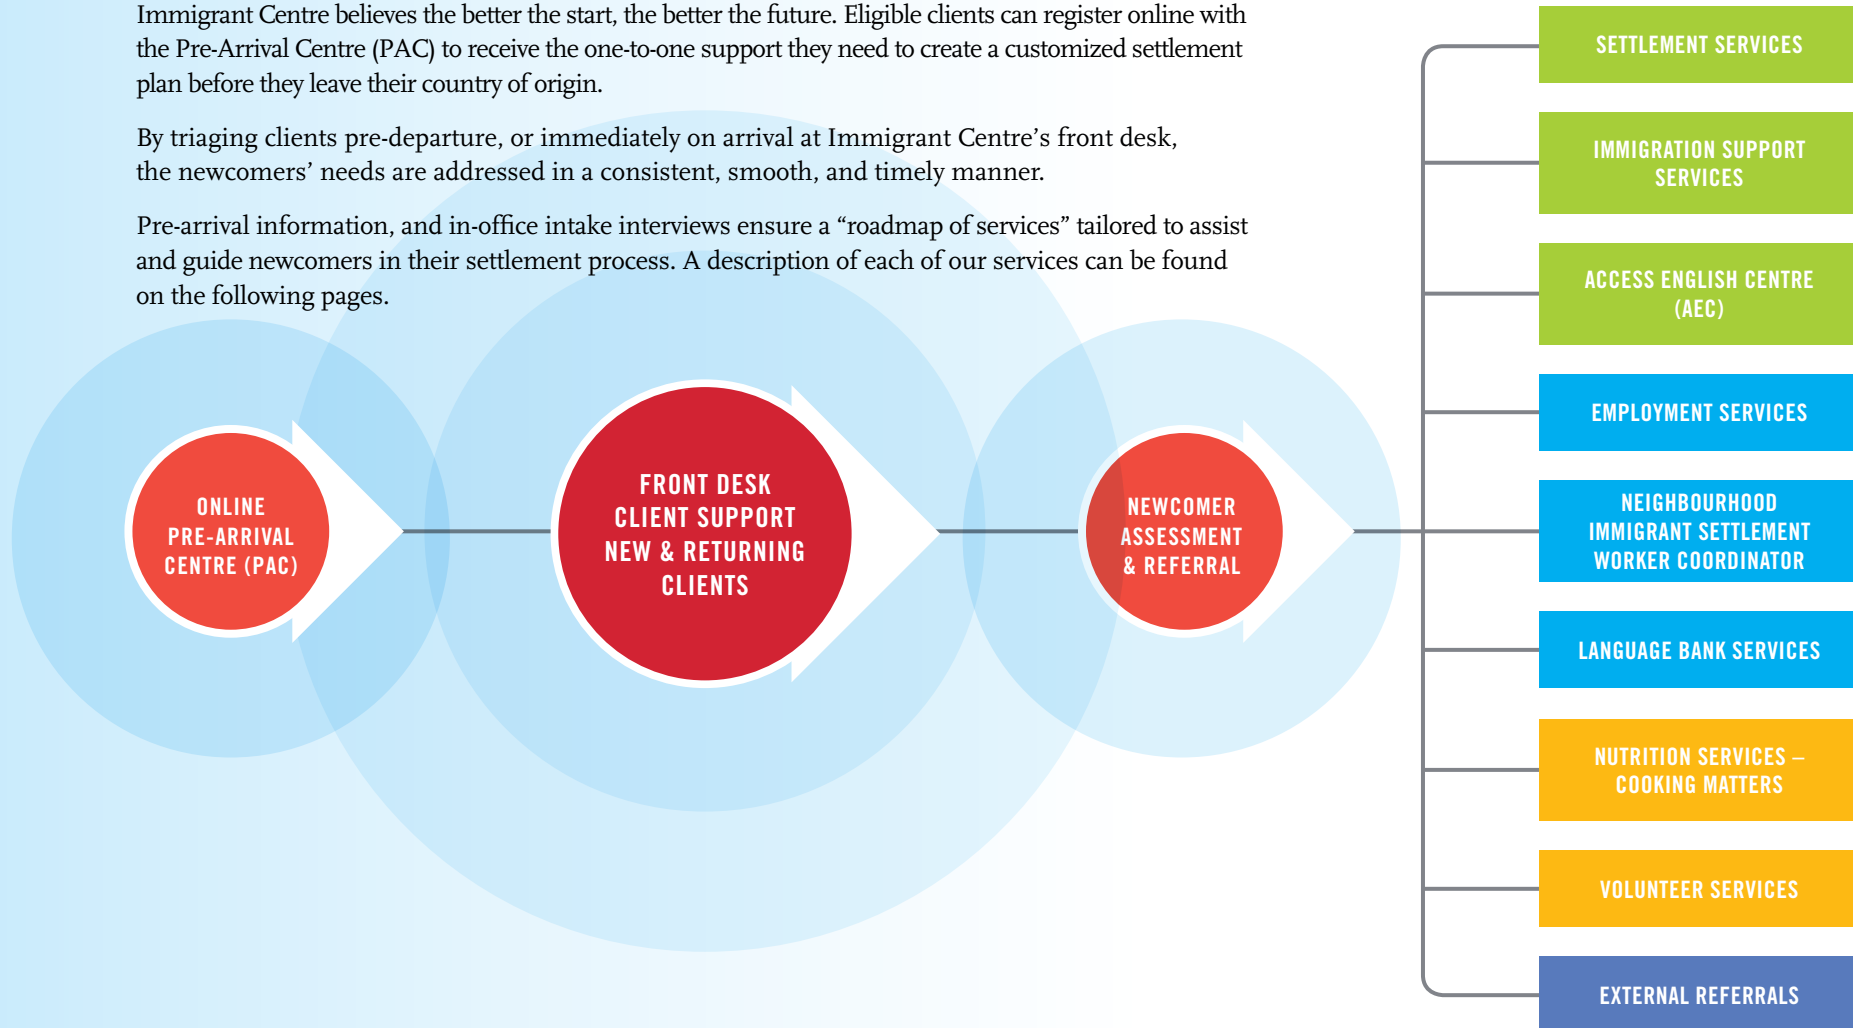 Immigrant Centre believes the better the start, the better the future. Eligible clients can register online with
the Pre-Arrival Centre (PAC) to receive the one-to-one support they need to create a customized settlement
plan before they leave their country of origin.
By triaging clients pre-departure, or immediately on arrival at Immigrant Centre’s front desk,
the newcomers’ needs are addressed in a consistent, smooth, and timely manner.
Pre-arrival information, and in-office intake interviews ensure a “roadmap of services” tailored to assist
and guide newcomers in their settlement process. A description of each of our services can be found
on the following pages.
ONLINE
PRE-ARRIVAL
CENTRE (PAC)
FRONT DESK
CLIENT SUPPORT
NEW & RETURNING
CLIENTS
NEWCOMER
ASSESSMENT
& REFERRAL
SETTLEMENT SERVICES
IMMIGRATION SUPPORT
SERVICES
ACCESS ENGLISH CENTRE
(AEC)
EMPLOYMENT SERVICES
NEIGHBOURHOOD
IMMIGRANT SETTLEMENT
WORKER COORDINATOR
LANGUAGE BANK SERVICES
NUTRITION SERVICES –
COOKING MATTERS
VOLUNTEER SERVICES
EXTERNAL REFERRALS